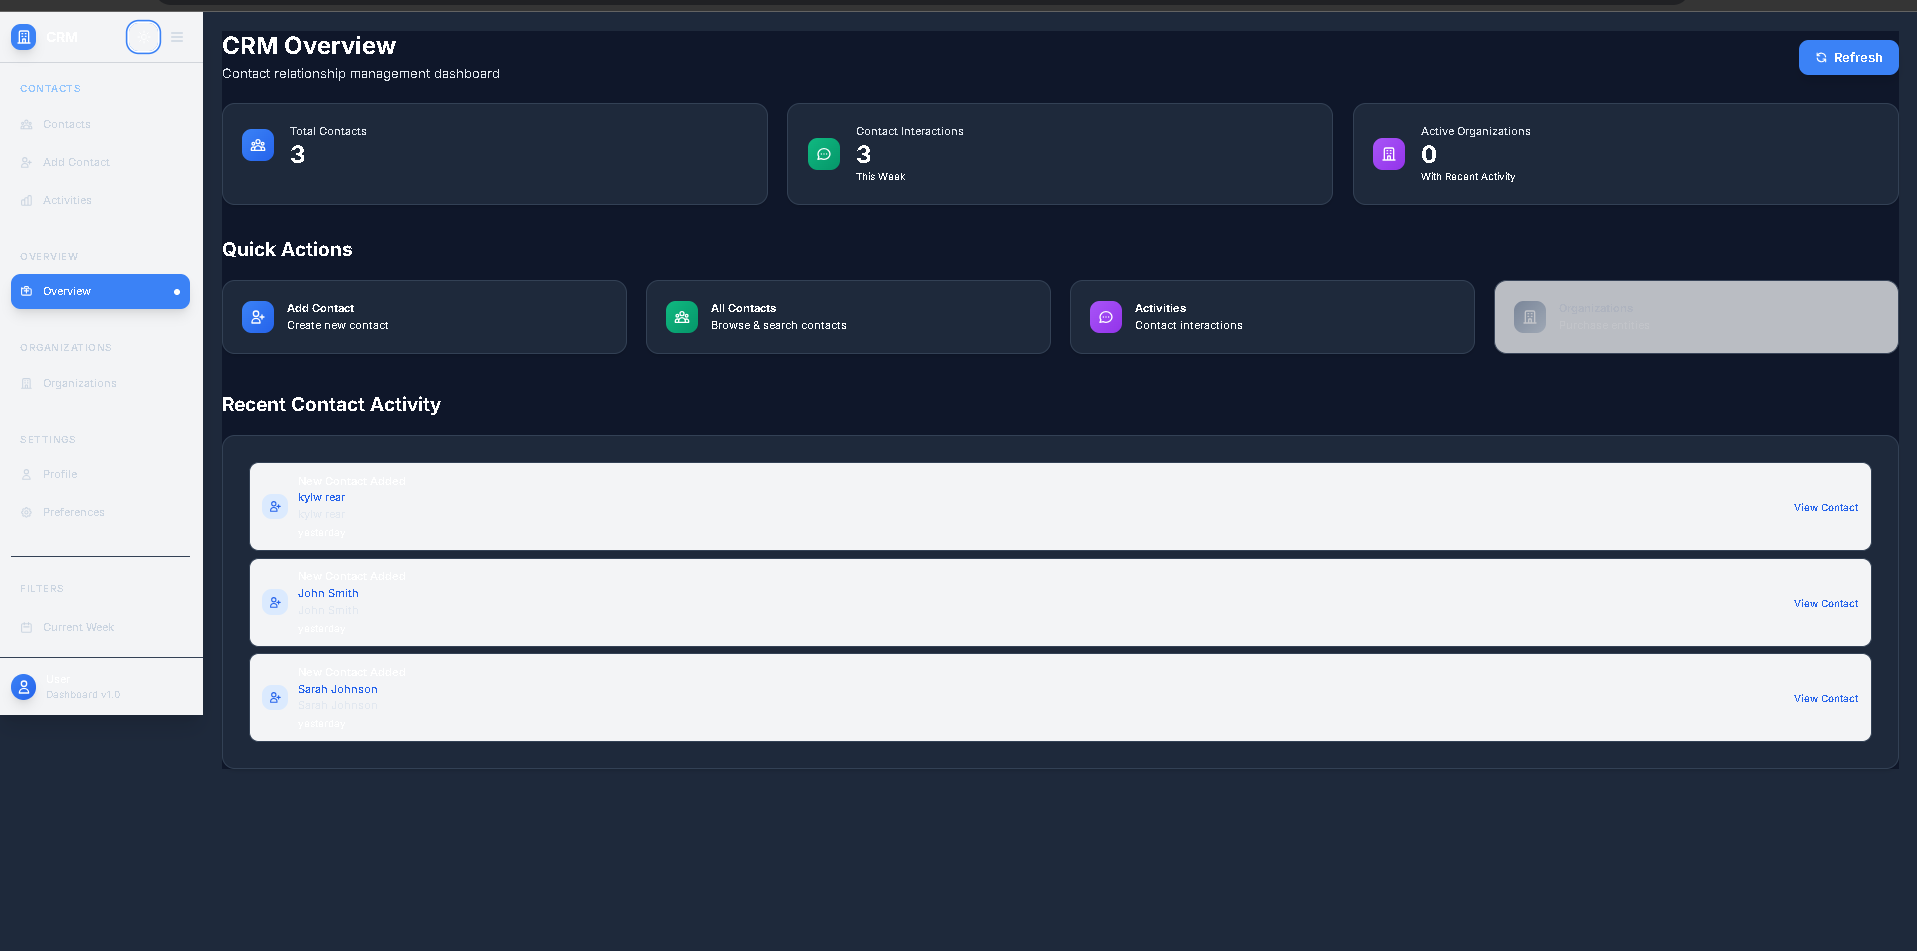 CRM
CONTACTS
Contacts
Add Contact
Activities
OVERVIEW
Overview
ORGANIZATIONS
Organizations
SETTINGS
Profile
Preferences
FILTERS
Current Week
User
Dashboard v1.0
CRM Overview
Contact relationship management dashboard
Refresh
Total Contacts
3
Contact Interactions
3
This Week
Active Organizations
0
With Recent Activity
Quick Actions
Add Contact
Create new contact
All Contacts
Browse & search contacts
Activities
Contact interactions
Organizations
Recent Contact Activity
New Contact Added
kylw rear
kylw rear
yesterday
View Contact
New Contact Added
John Smith
John Smith
yesterday
View Contact
New Contact Added
Sarah Johnson
Sarah Johnson
yesterday
View Contact